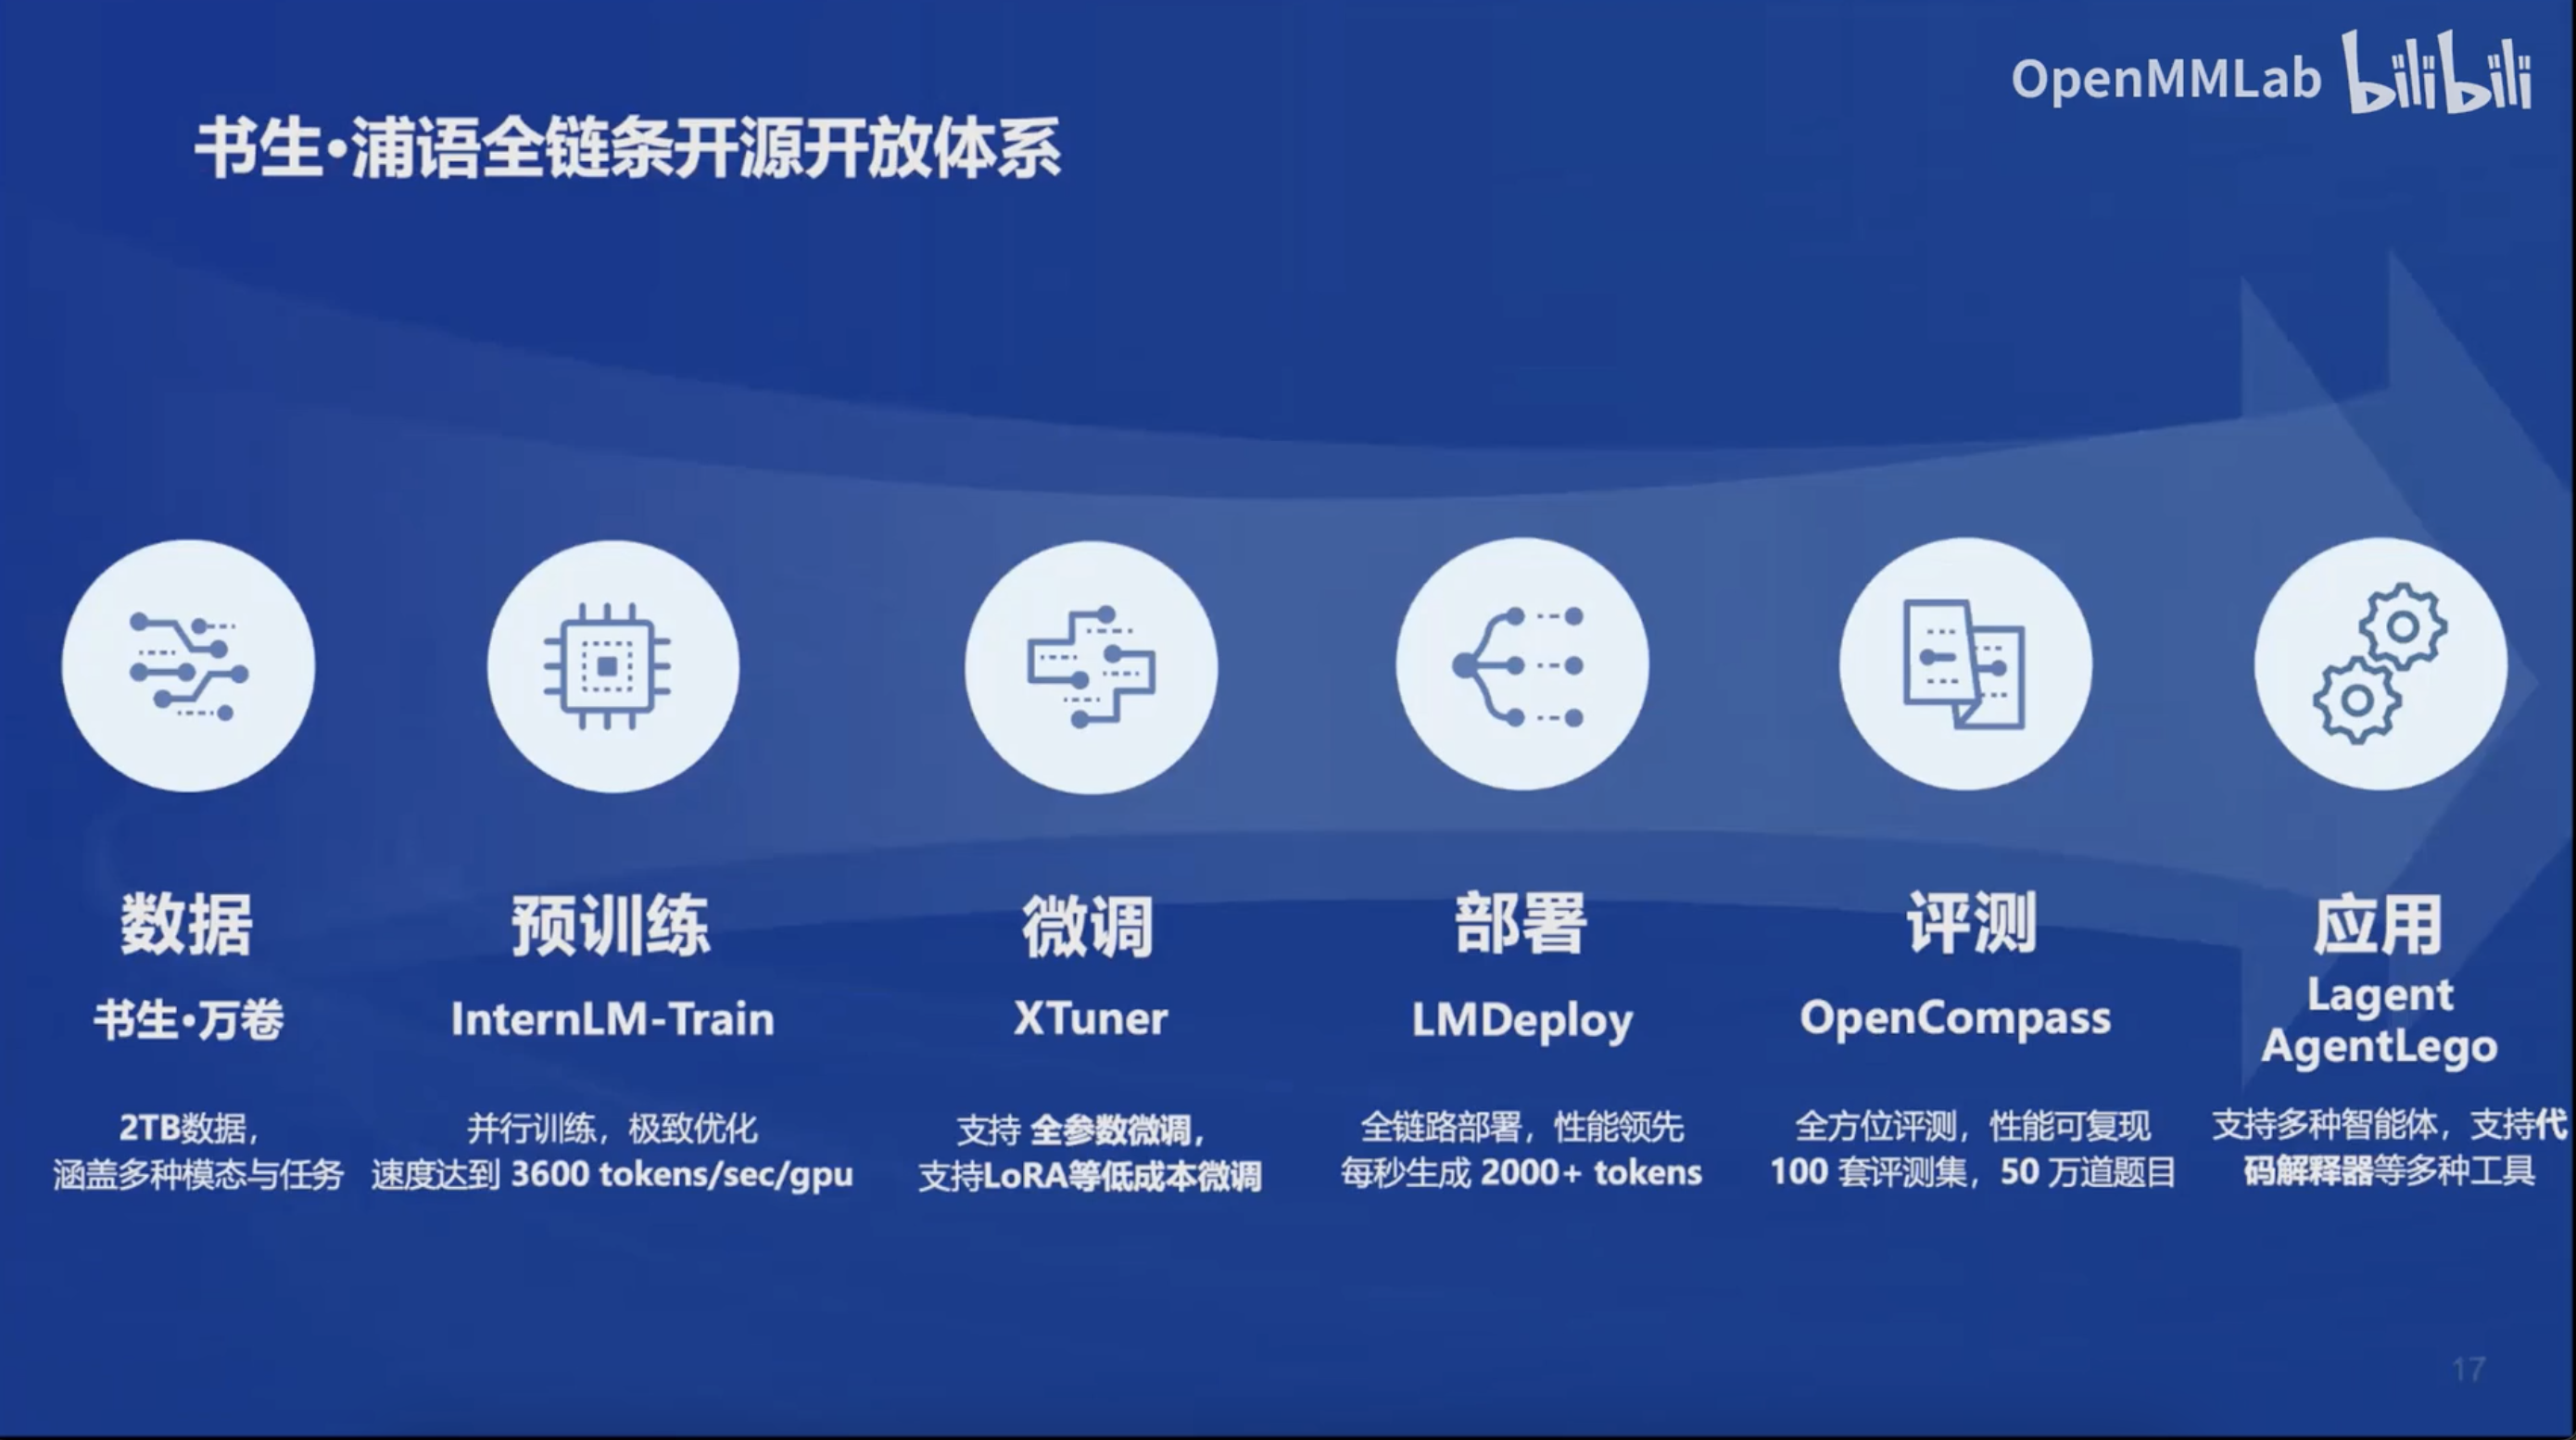 OpenMMLab bilibili
书生·浦语全链条开源开放体系
数据
书生·万卷
2TB数据，
涵盖多种模态与任务
预训练
InternLM-Train
并行训练，极致优化
速度达到 3600 tokens/sec/gpu
微调
XTuner
支持 全参数微调，
支持LoRA等低成本微调
部署
LMDeploy
全链路部署，性能领先
每秒生成 2000+ tokens
评测
OpenCompass
全方位评测，性能可复现
100 套评测集，50 万道题目
应用
Lagent
AgentLego
支持多种智能体，支持代
码解释器等多种工具
17